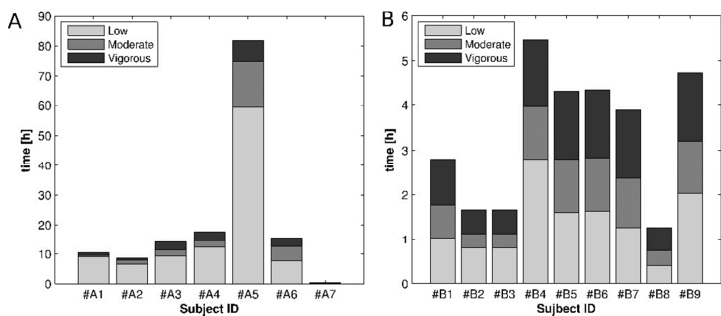 A
90
80
70
60
50
40
30
20
10
0
time [h]
Low
Moderate
Vigorous
#A1 #A2 #A3 #A4 #A5 #A6 #A7
Subject ID
B
6
5
4
3
2
1
0
time [h]
Low
Moderate
Vigorous
#B1 #B2 #B3 #B4 #B5 #B6 #B7 #B8 #B9
Sujbect ID